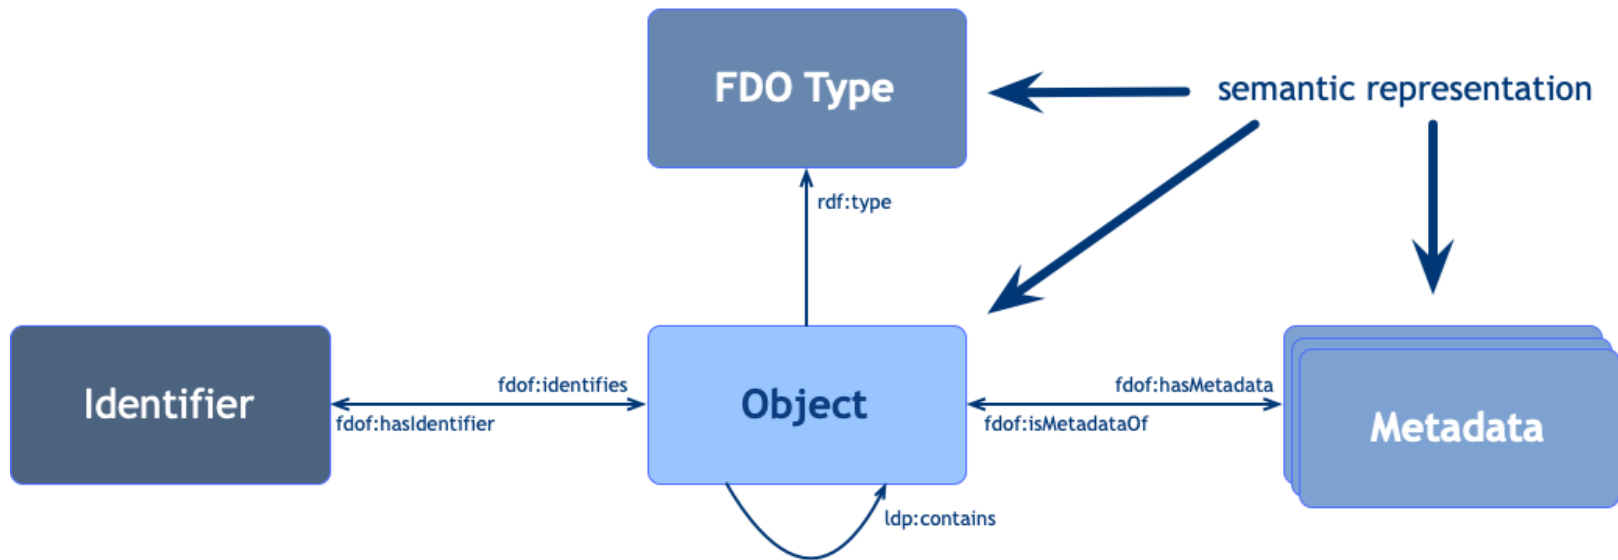 FDO Type
semantic representation
rdf:type
Identifier
fdof:identifies
fdof:hasIdentifier
Object
fdof:hasMetadata
fdof:isMetadataOf
Metadata
ldp:contains